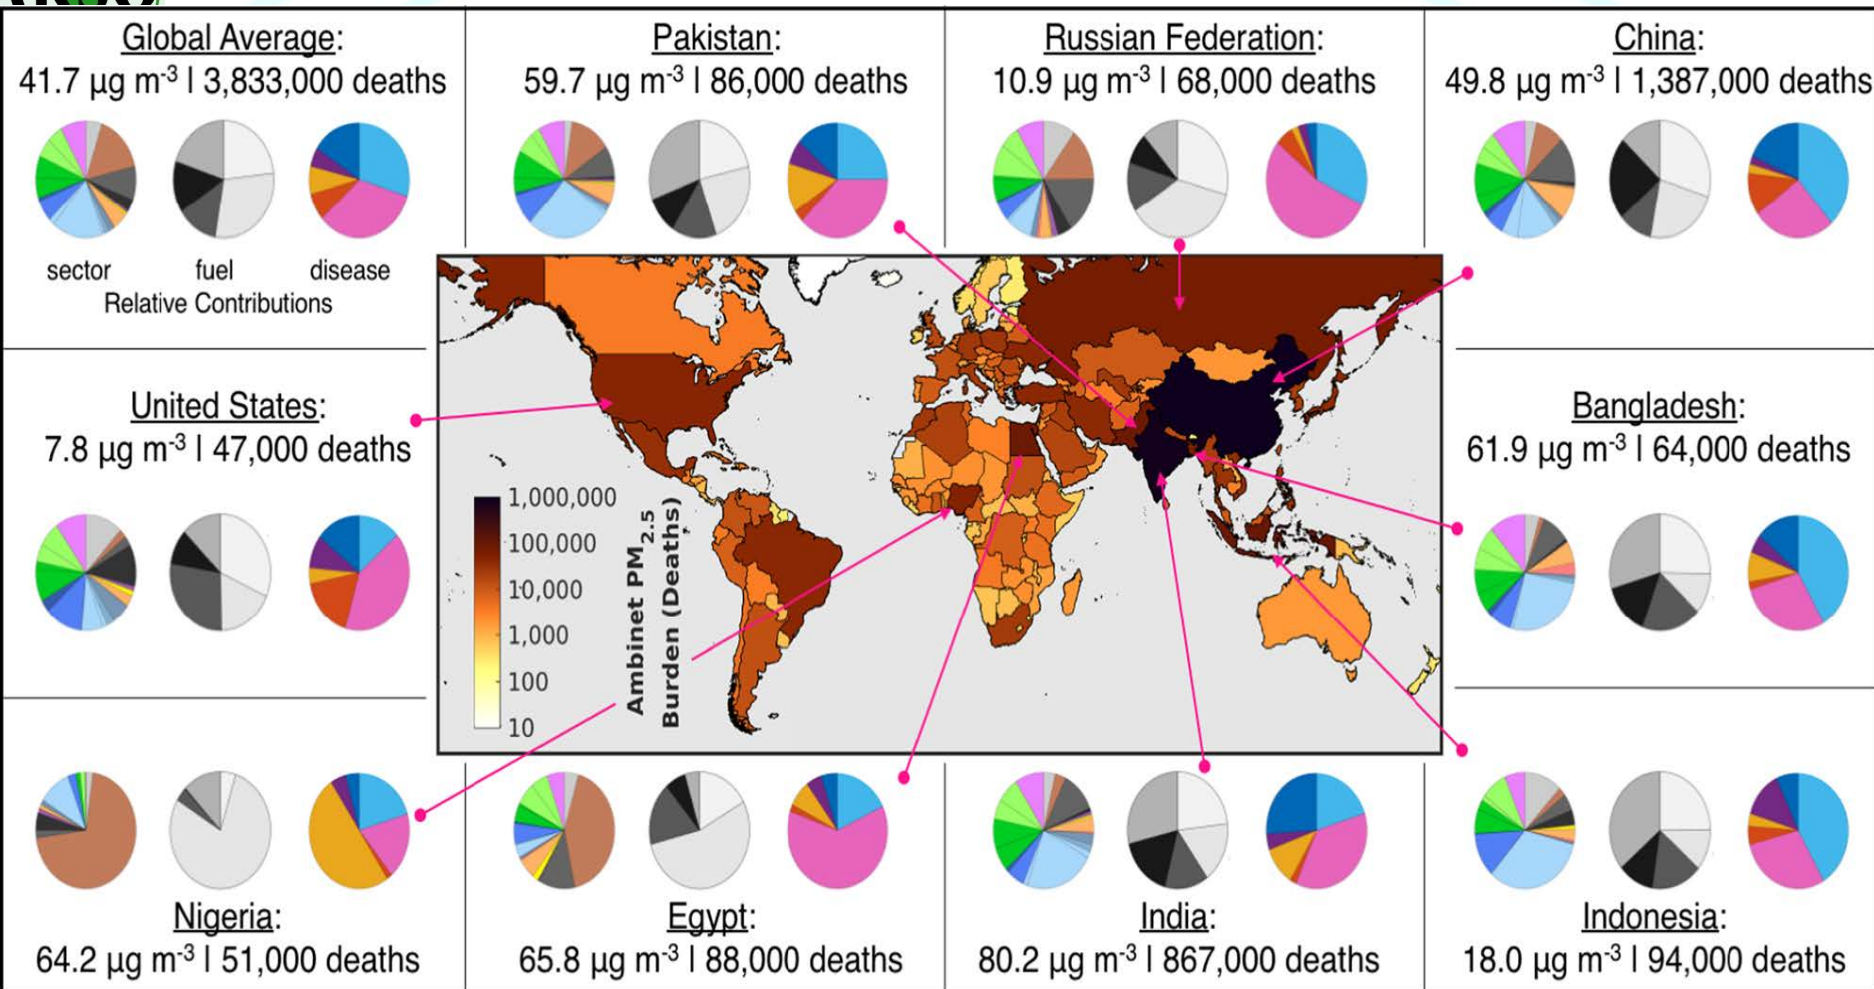 Global Average:
41.7 µg m-3 | 3,833,000 deaths
sector fuel disease
Relative Contributions
Pakistan:
59.7 µg m-3 | 86,000 deaths
Russian Federation:
10.9 µg m-3 | 68,000 deaths
China:
49.8 µg m-3 | 1,387,000 deaths
United States:
7.8 µg m-3 | 47,000 deaths
Bangladesh:
61.9 µg m-3 | 64,000 deaths
1,000,000
100,000
10,000
1,000
100
10
Ambinet PM2.5
Burden (Deaths)
Nigeria:
64.2 µg m-3 | 51,000 deaths
Egypt:
65.8 µg m-3 | 88,000 deaths
India:
80.2 µg m-3 | 867,000 deaths
Indonesia:
18.0 µg m-3 | 94,000 deaths